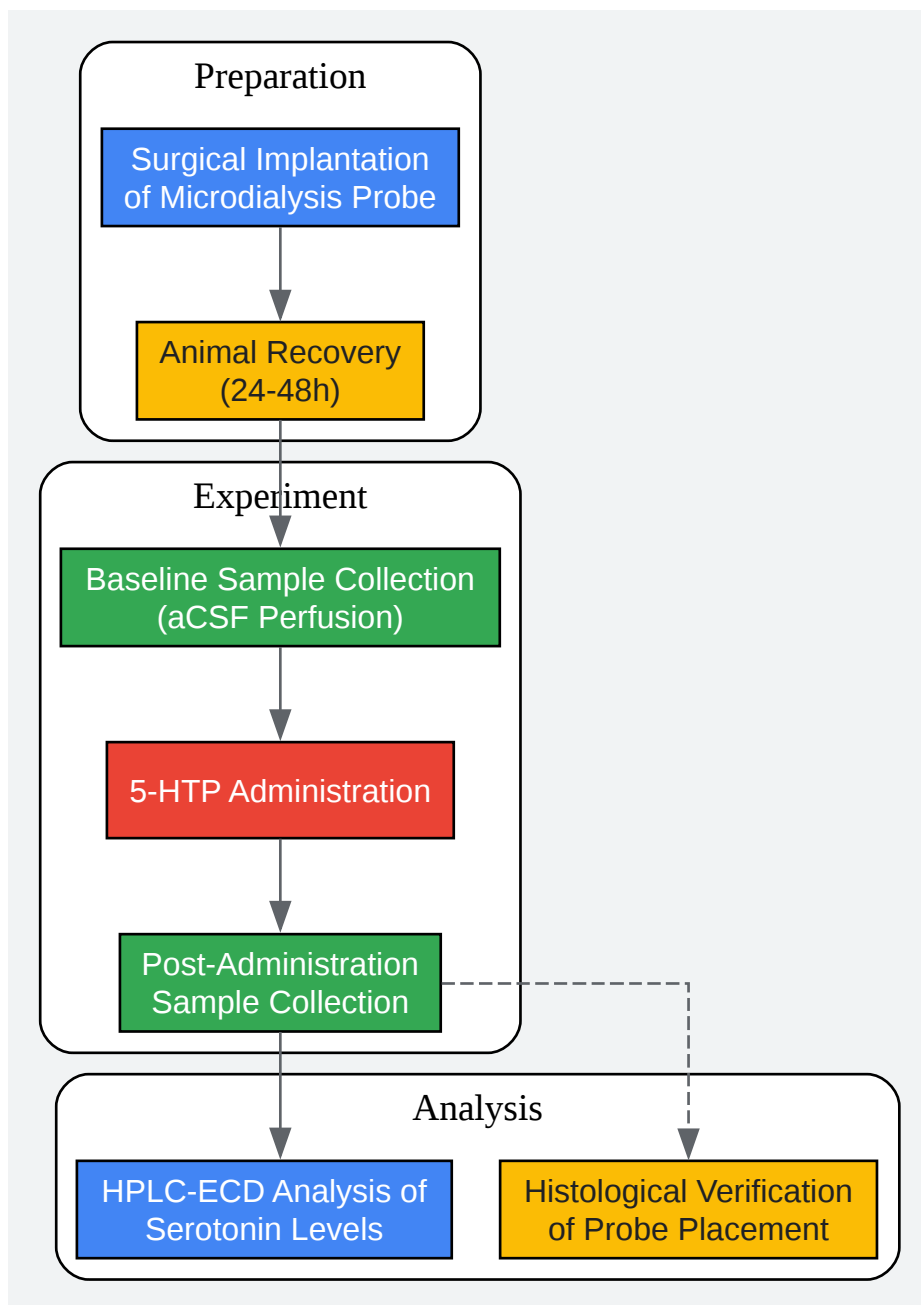 Preparation
Surgical Implantation
of Microdialysis Probe
Animal Recovery
(24-48h)
Experiment
Baseline Sample Collection
(aCSF Perfusion)
5-HTP Administration
Post-Administration
Sample Collection
Analysis
HPLC-ECD Analysis of
Serotonin Levels
Histological Verification
of Probe Placement